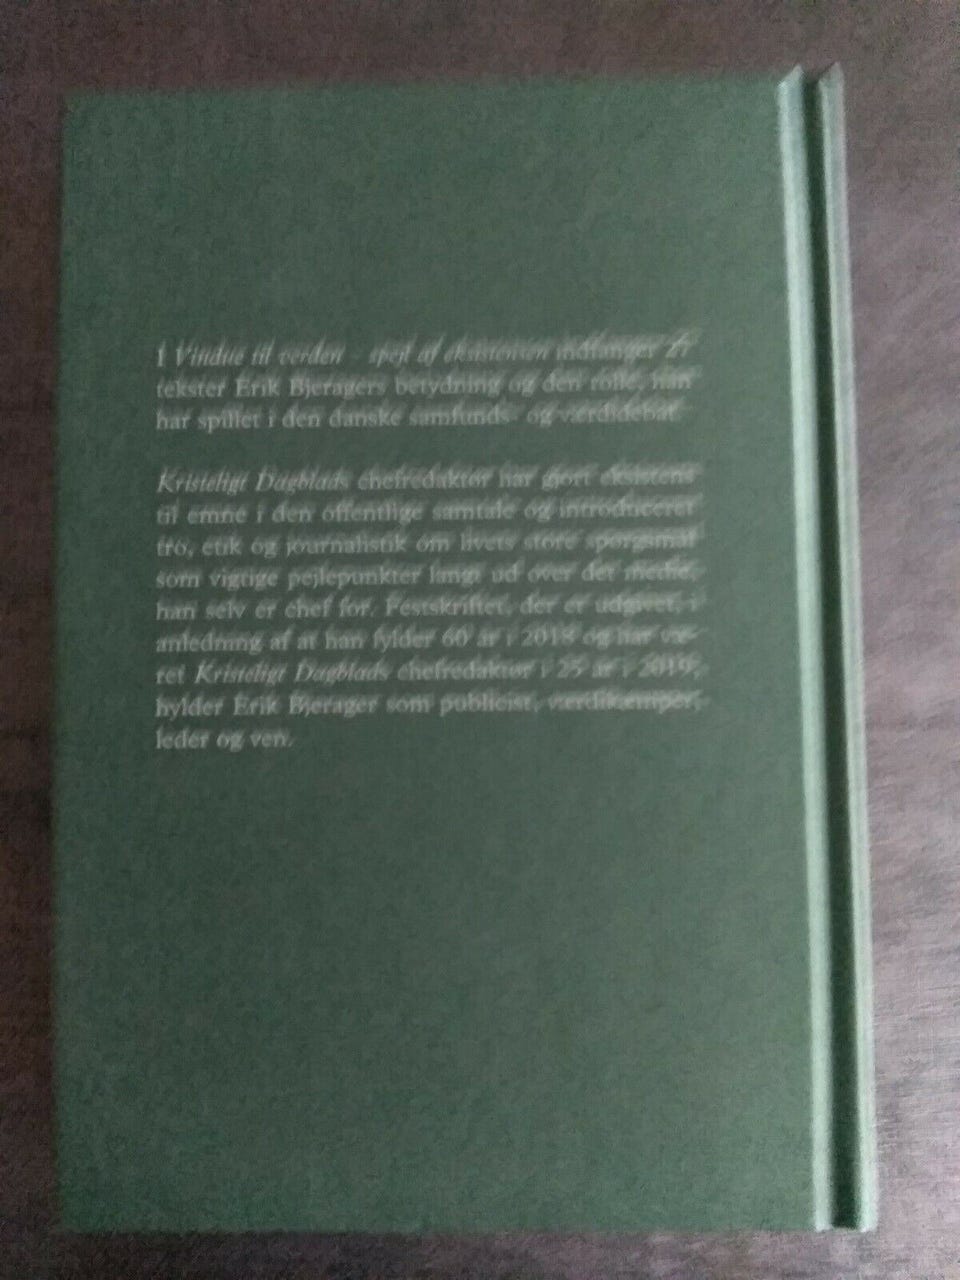 I Vindue til verden – spejl af eksistensen indfanger 21
tekster Erik Bjeragers betydning og den rolle, han
har spillet i den danske samfunds- og værdidebat.
Kristeligt Dagblads chefredaktør har gjort eksistens
til emne i den offentlige samtale og introduceret
tro, etik og journalistik om livets store spørgsmål
som vigtige pejlepunkter langt ud over det medie,
han selv er chef for. Festskriftet, der er udgivet, i
anledning af at han fylder 60 år i 2018 og har væ-
ret Kristeligt Dagblads chefredaktør i 25 år i 2019,
hylder Erik Bjerager som publicist, værdikæmper,
leder og ven.